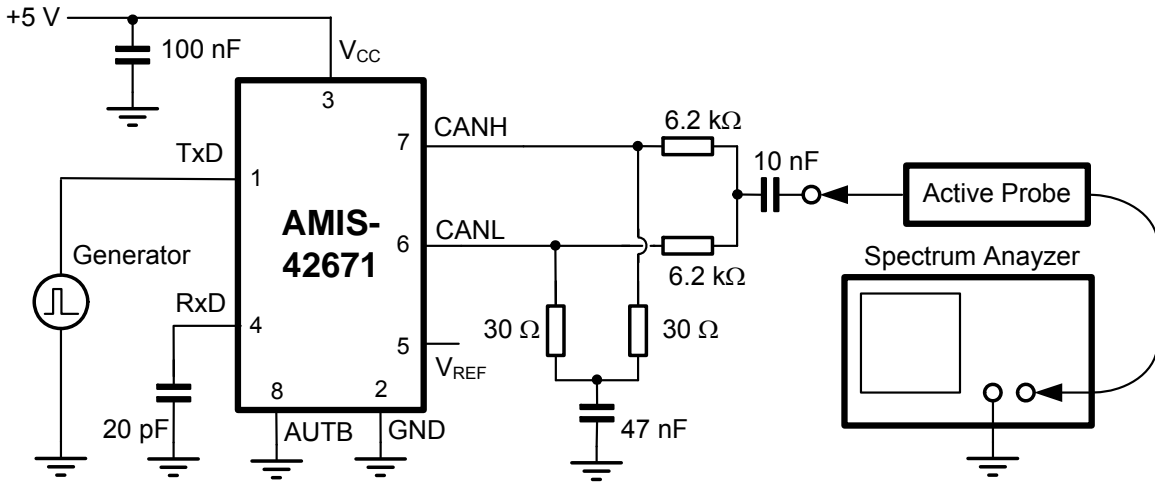 +5 V
100 nF
VCC
3
7
CANH
6.2 kΩ
10 nF
TxD
1
AMIS-
42671
6
CANL
6.2 kΩ
Active Probe
Generator
Spectrum Anayzer
RxD
4
30 Ω
30 Ω
5
VREF
8
2
20 pF
AUTB
GND
47 nF